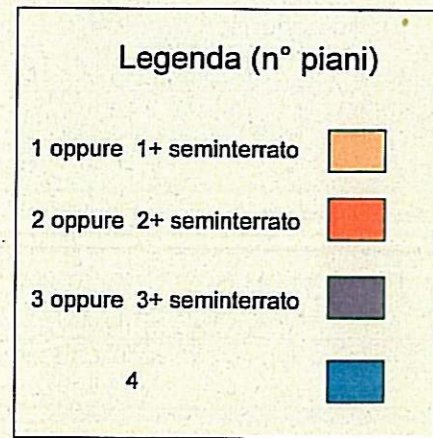 Legenda (n° piani)
1 oppure 1+ seminterrato
2 oppure 2+ seminterrato
3 oppure 3+ seminterrato
4